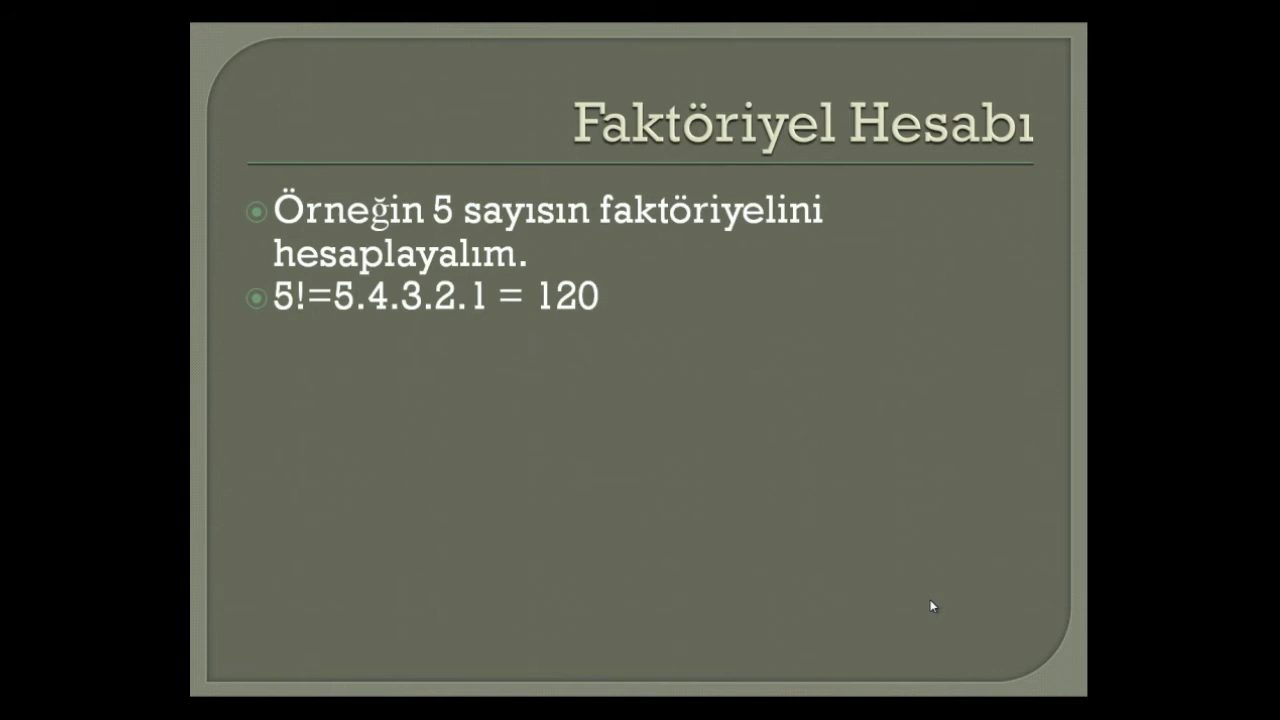 Faktöriyel Hesabı
Örneğin 5 sayısın faktöriyelini
hesaplayalım.
5!=5.4.3.2.1 = 120